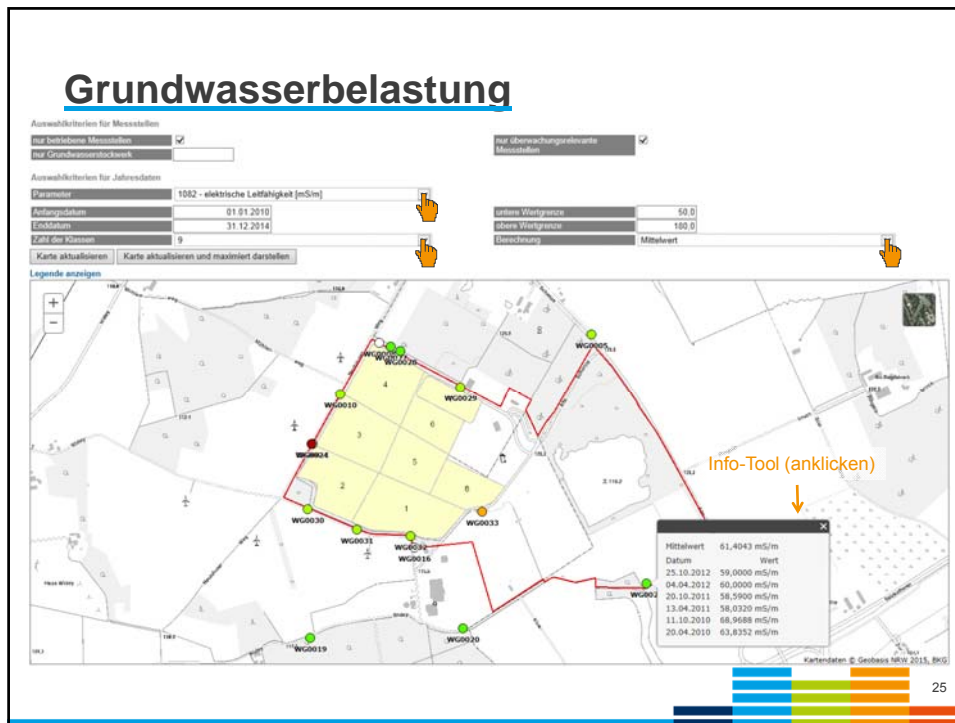 Grundwasserbelastung
Auswahlkriterien für Messstellen
nur betriebene Messstellen
nur überwachungsrelevante
Messstellen
nur Grundwasserstockwerk
Auswahlkriterien für Jahresdaten
Parameter 1082 - elektrische Leitfähigkeit [mS/m]
Anfangsdatum 01.01.2010 untere Wertgrenze 50,0
Enddatum 31.12.2014 obere Wertgrenze 180,0
Zahl der Klassen 9 Berechnung Mittelwert
Karte aktualisieren Karte aktualisieren und maximiert darstellen
Legende anzeigen
+
−
WG0005
WG0028
WG0029
WG0010
4
6
3
5
WG0024
2
8
1
WG0030
WG0033
WG0031
WG0032
WG0016
WG0019
WG0020
Info-Tool (anklicken)
Mittelwert 61,4043 mS/m
Datum Wert
25.10.2012 59,0000 mS/m
04.04.2012 60,0000 mS/m
20.10.2011 58,5900 mS/m
13.04.2011 58,0320 mS/m
11.10.2010 68,9688 mS/m
20.04.2010 63,8352 mS/m
Kartendaten © Geobasis NRW 2015, BKG
25